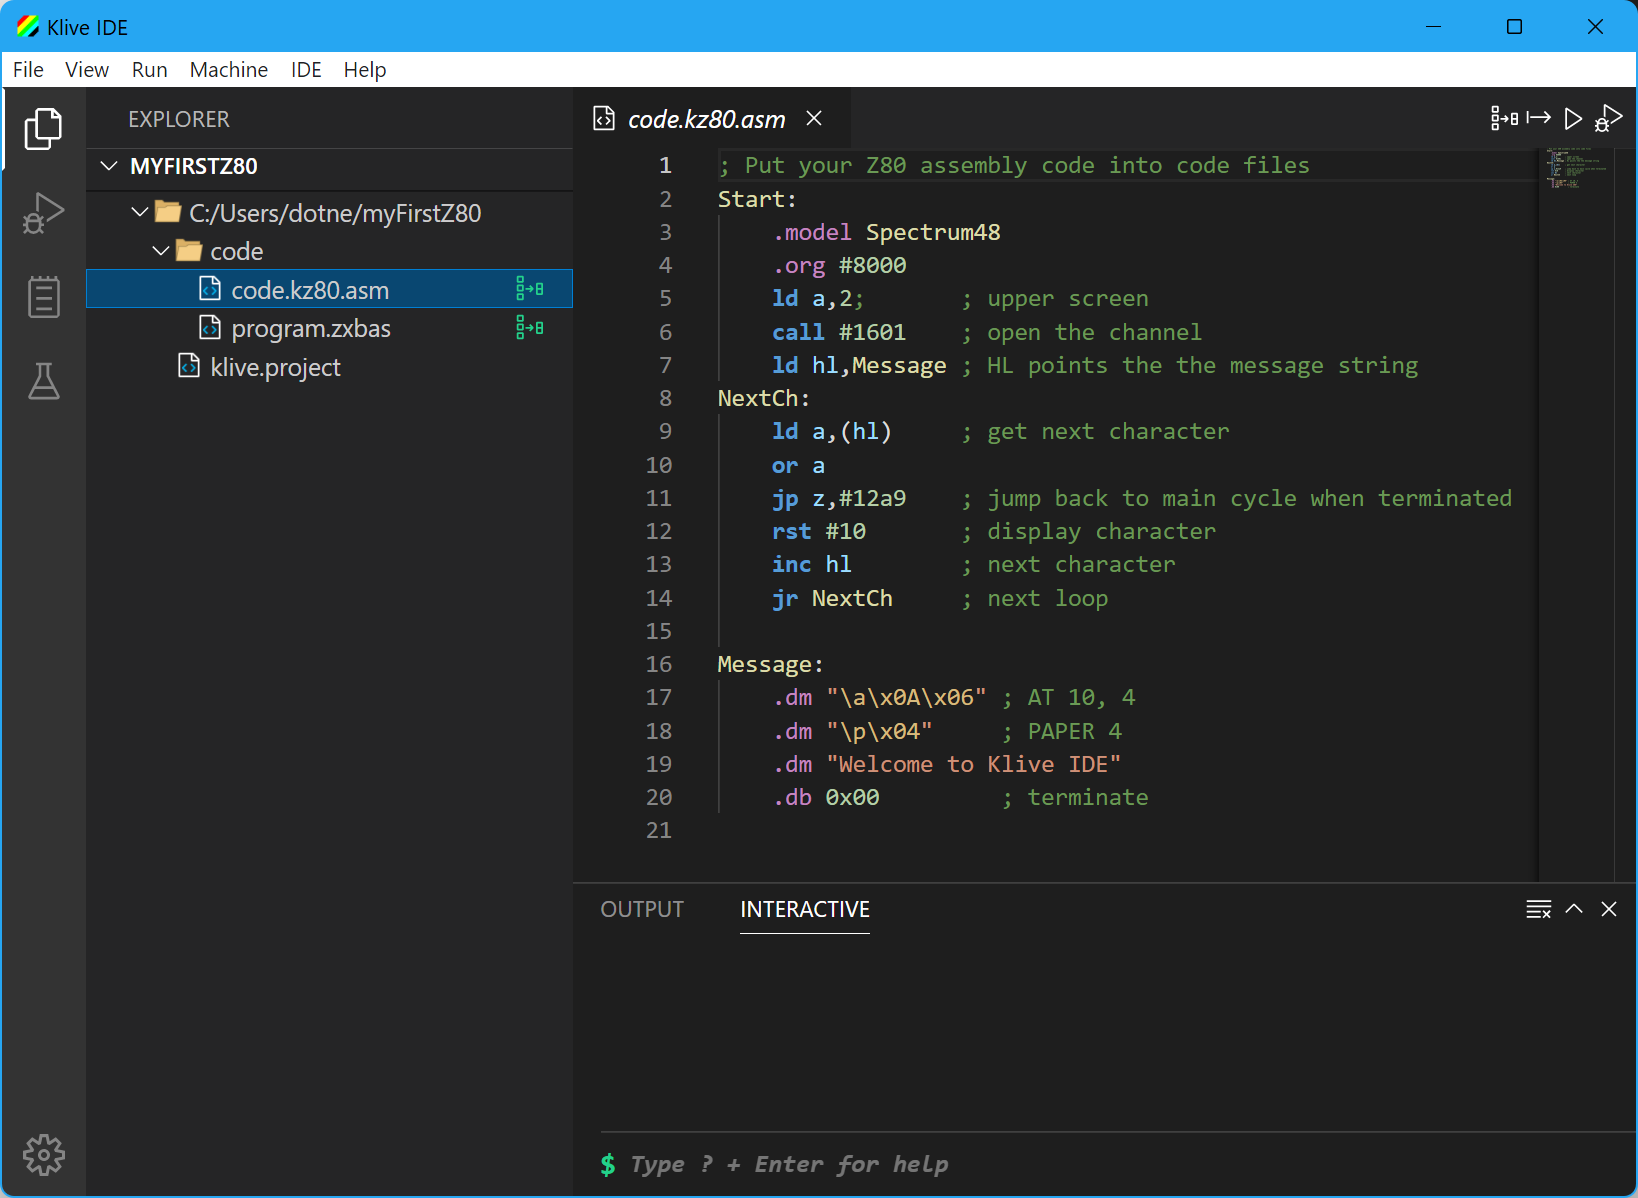 Klive IDE
File View Run Machine IDE Help
EXPLORER
MYFIRSTZ80
C:/Users/dotne/myFirstZ80
code
code.kz80.asm
program.zxbas
klive.project
code.kz80.asm
1 ; Put your Z80 assembly code into code files
2 Start:
3     .model Spectrum48
4     .org #8000
5     ld a,2;       ; upper screen
6     call #1601    ; open the channel
7     ld hl,Message ; HL points the the message string
8 NextCh:
9     ld a,(hl)     ; get next character
10     or a
11     jp z,#12a9    ; jump back to main cycle when terminated
12     rst #10       ; display character
13     inc hl        ; next character
14     jr NextCh     ; next loop
15
16 Message:
17     .dm "\a\x0A\x06" ; AT 10, 4
18     .dm "\p\x04"     ; PAPER 4
19     .dm "Welcome to Klive IDE"
20     .db 0x00         ; terminate
21
OUTPUT INTERACTIVE
$ Type ? + Enter for help